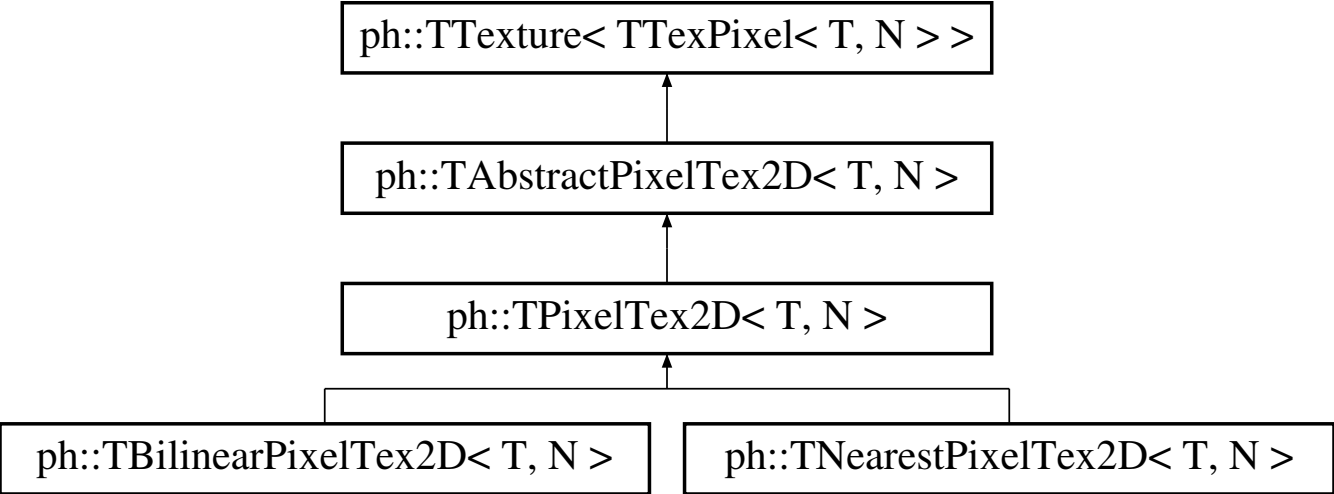 ph::TTexture< TTexPixel< T, N > >
ph::TAbstractPixelTex2D< T, N >
ph::TPixelTex2D< T, N >
ph::TBilinearPixelTex2D< T, N >
ph::TNearestPixelTex2D< T, N >